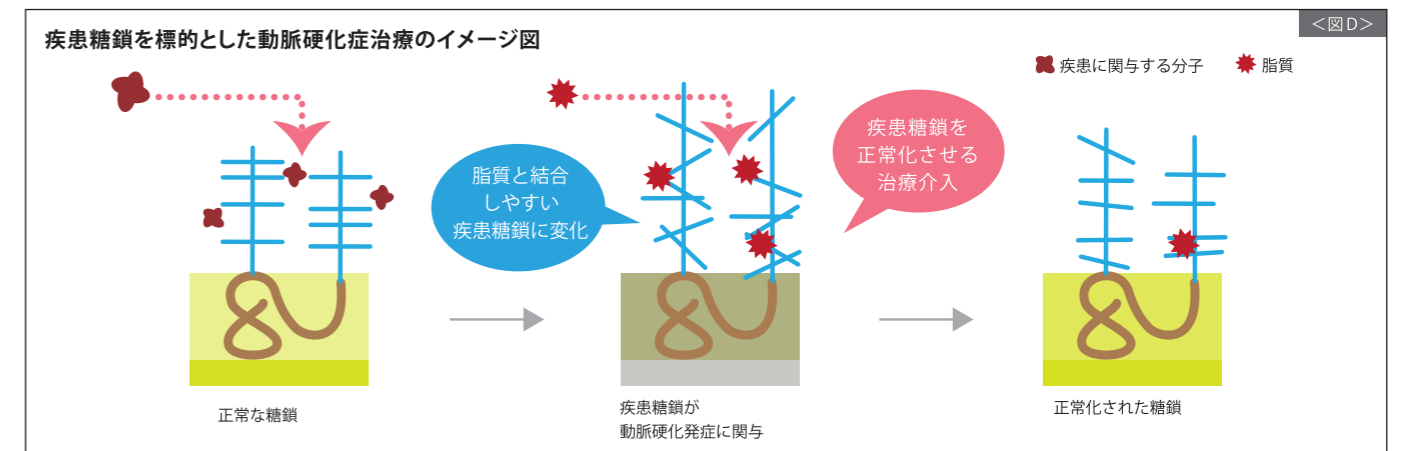 <図D>
疾患糖鎖を標的とした動脈硬化症治療のイメージ図
疾患に関与する分子
脂質
脂質と結合
しやすい
疾患糖鎖に変化
疾患糖鎖を
正常化させる
治療介入
正常な糖鎖
疾患糖鎖が
動脈硬化発症に関与
正常化された糖鎖